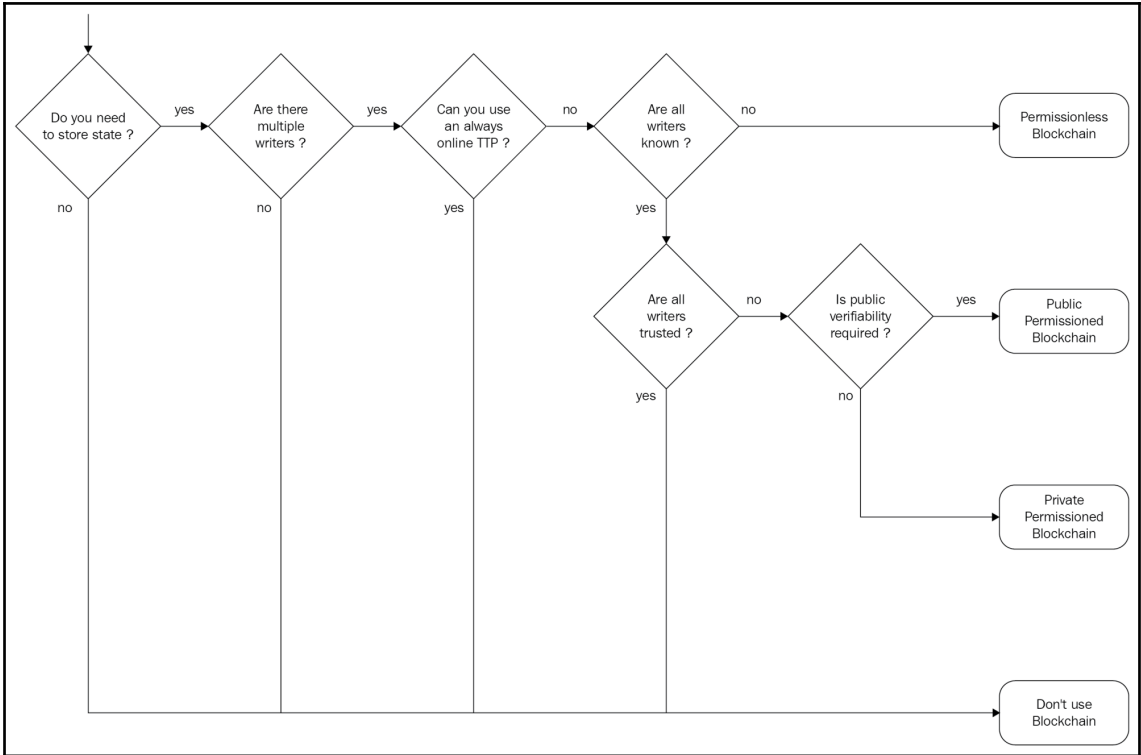 Do you need
to store state ?
yes
no
Are there
multiple
writers ?
yes
no
Can you use
an always
online TTP ?
no
yes
Are all
writers
known ?
no
yes
Permissionless
Blockchain
Are all
writers
trusted ?
no
yes
Is public
verifiability
required ?
yes
no
Public
Permissioned
Blockchain
Private
Permissioned
Blockchain
Don't use
Blockchain